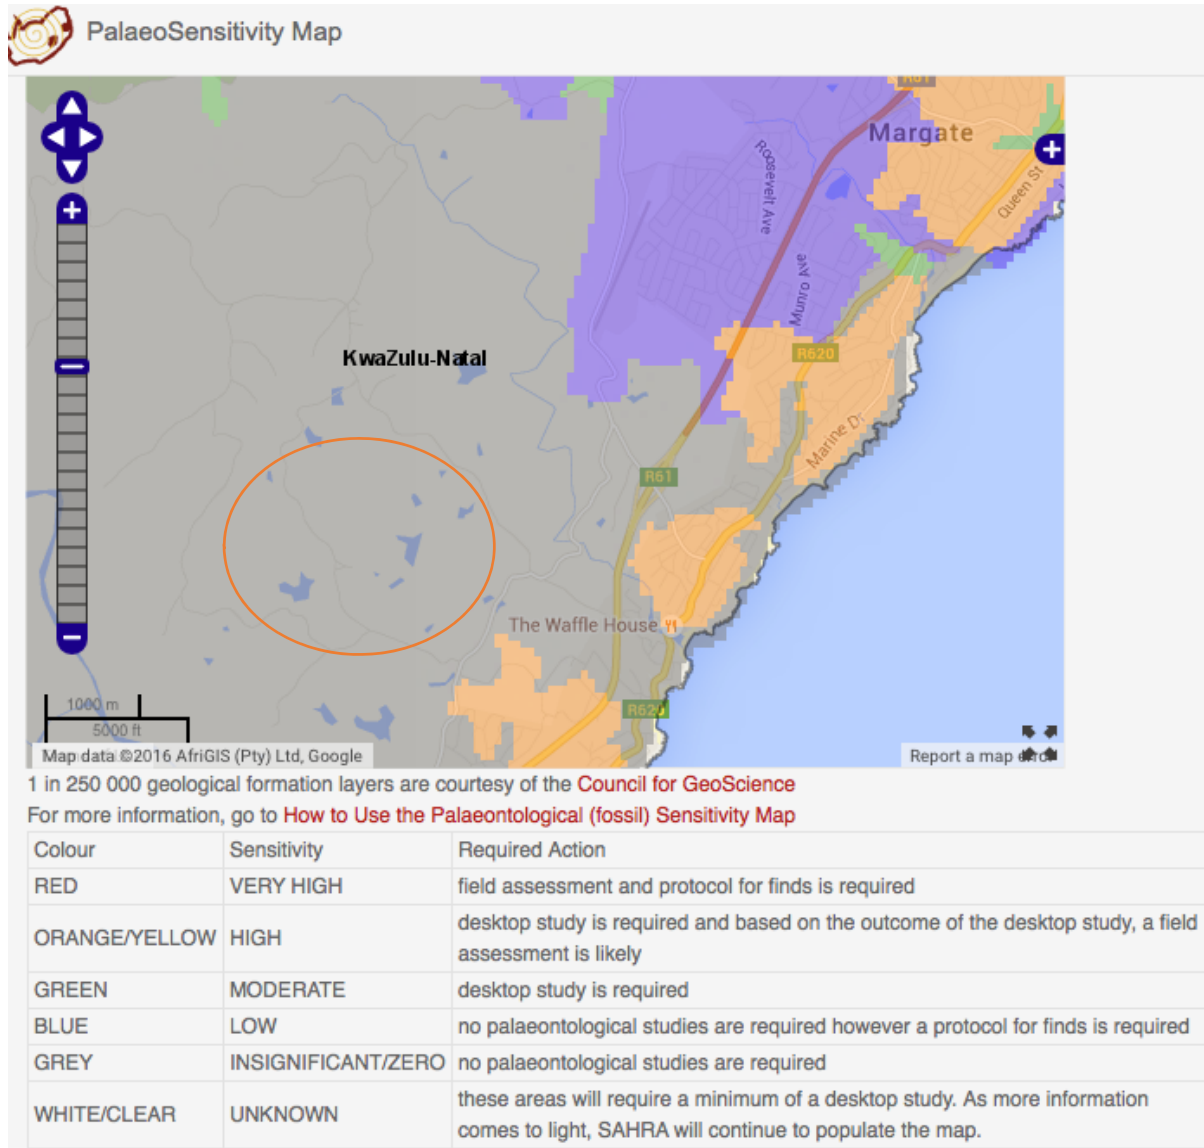 PalaeoSensitivity Map
R61
Margate
Roosevelt Ave
Queen St
Munro Ave
KwaZulu-Natal
R620
Marine Dr
R61
The Waffle House
R620
1000 m
5000 ft
Map data ©2016 AfriGIS (Pty) Ltd, Google
Report a map error
1 in 250 000 geological formation layers are courtesy of the Council for GeoScience
For more information, go to How to Use the Palaeontological (fossil) Sensitivity Map
Colour Sensitivity Required Action
RED VERY HIGH field assessment and protocol for finds is required
ORANGE/YELLOW HIGH desktop study is required and based on the outcome of the desktop study, a field
assessment is likely
GREEN MODERATE desktop study is required
BLUE LOW no palaeontological studies are required however a protocol for finds is required
GREY INSIGNIFICANT/ZERO no palaeontological studies are required
WHITE/CLEAR UNKNOWN these areas will require a minimum of a desktop study. As more information
comes to light, SAHRA will continue to populate the map.